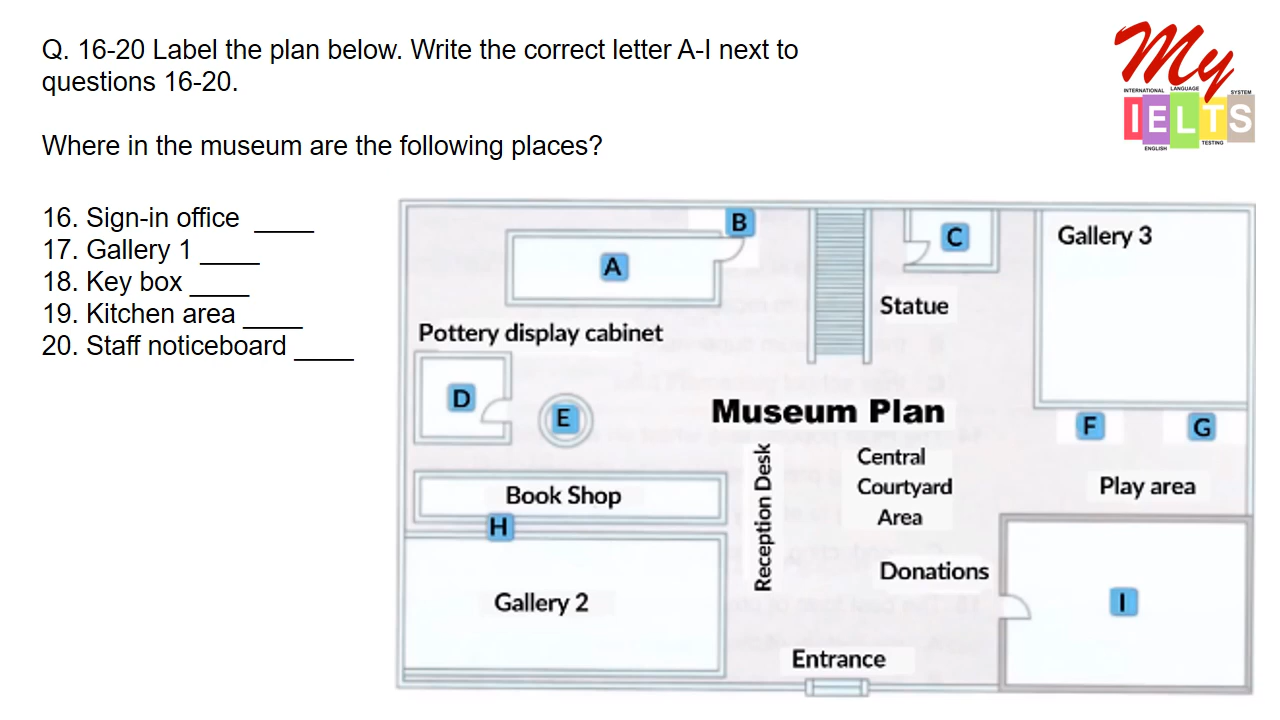 Q. 16-20 Label the plan below. Write the correct letter A-I next to
questions 16-20.
Where in the museum are the following places?
16. Sign-in office ____
17. Gallery 1 ____
18. Key box ____
19. Kitchen area ____
20. Staff noticeboard ____
My
INTERNATIONAL LANGUAGE SYSTEM
IELTS
ENGLISH TESTING
B
C
Gallery 3
A
Statue
Pottery display cabinet
D
E
Museum Plan
F
G
Reception Desk
Central
Courtyard
Area
Play area
Book Shop
H
Donations
Gallery 2
I
Entrance